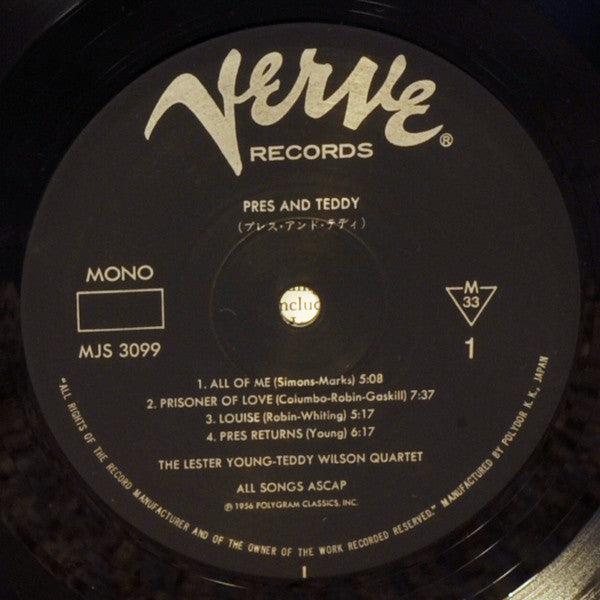 Verve ®
RECORDS
PRES AND TEDDY
(プレス・アンド・テディ)
MONO
MJS 3099
M
33
1
nclud
1. ALL OF ME (Simons-Marks) 5:08
2. PRISONER OF LOVE (Columbo-Robin-Gaskill) 7:37
3. LOUISE (Robin-Whiting) 5:17
4. PRES RETURNS (Young) 6:17
THE LESTER YOUNG-TEDDY WILSON QUARTET
ALL SONGS ASCAP
℗ 1956 POLYGRAM CLASSICS, INC.
"ALL RIGHTS OF THE RECORD MANUFACTURER AND OF THE OWNER OF THE WORK RECORDED RESERVED." MANUFACTURED BY POLYDOR K. K., JAPAN